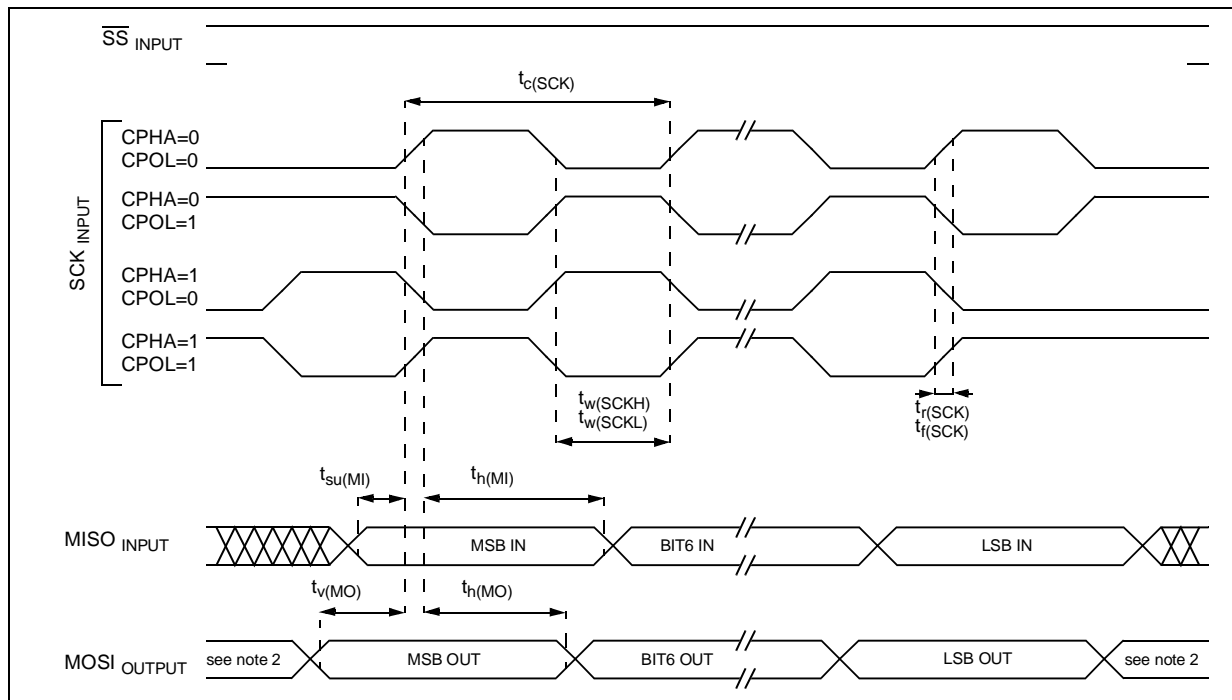 SS INPUT
tc(SCK)
SCK INPUT
CPHA=0
CPOL=0
CPHA=0
CPOL=1
CPHA=1
CPOL=0
CPHA=1
CPOL=1
tw(SCKH)
tw(SCKL)
tr(SCK)
tf(SCK)
tsu(MI)
th(MI)
MISO INPUT
MSB IN
BIT6 IN
LSB IN
tv(MO)
th(MO)
MOSI OUTPUT
see note 2
MSB OUT
BIT6 OUT
LSB OUT
see note 2